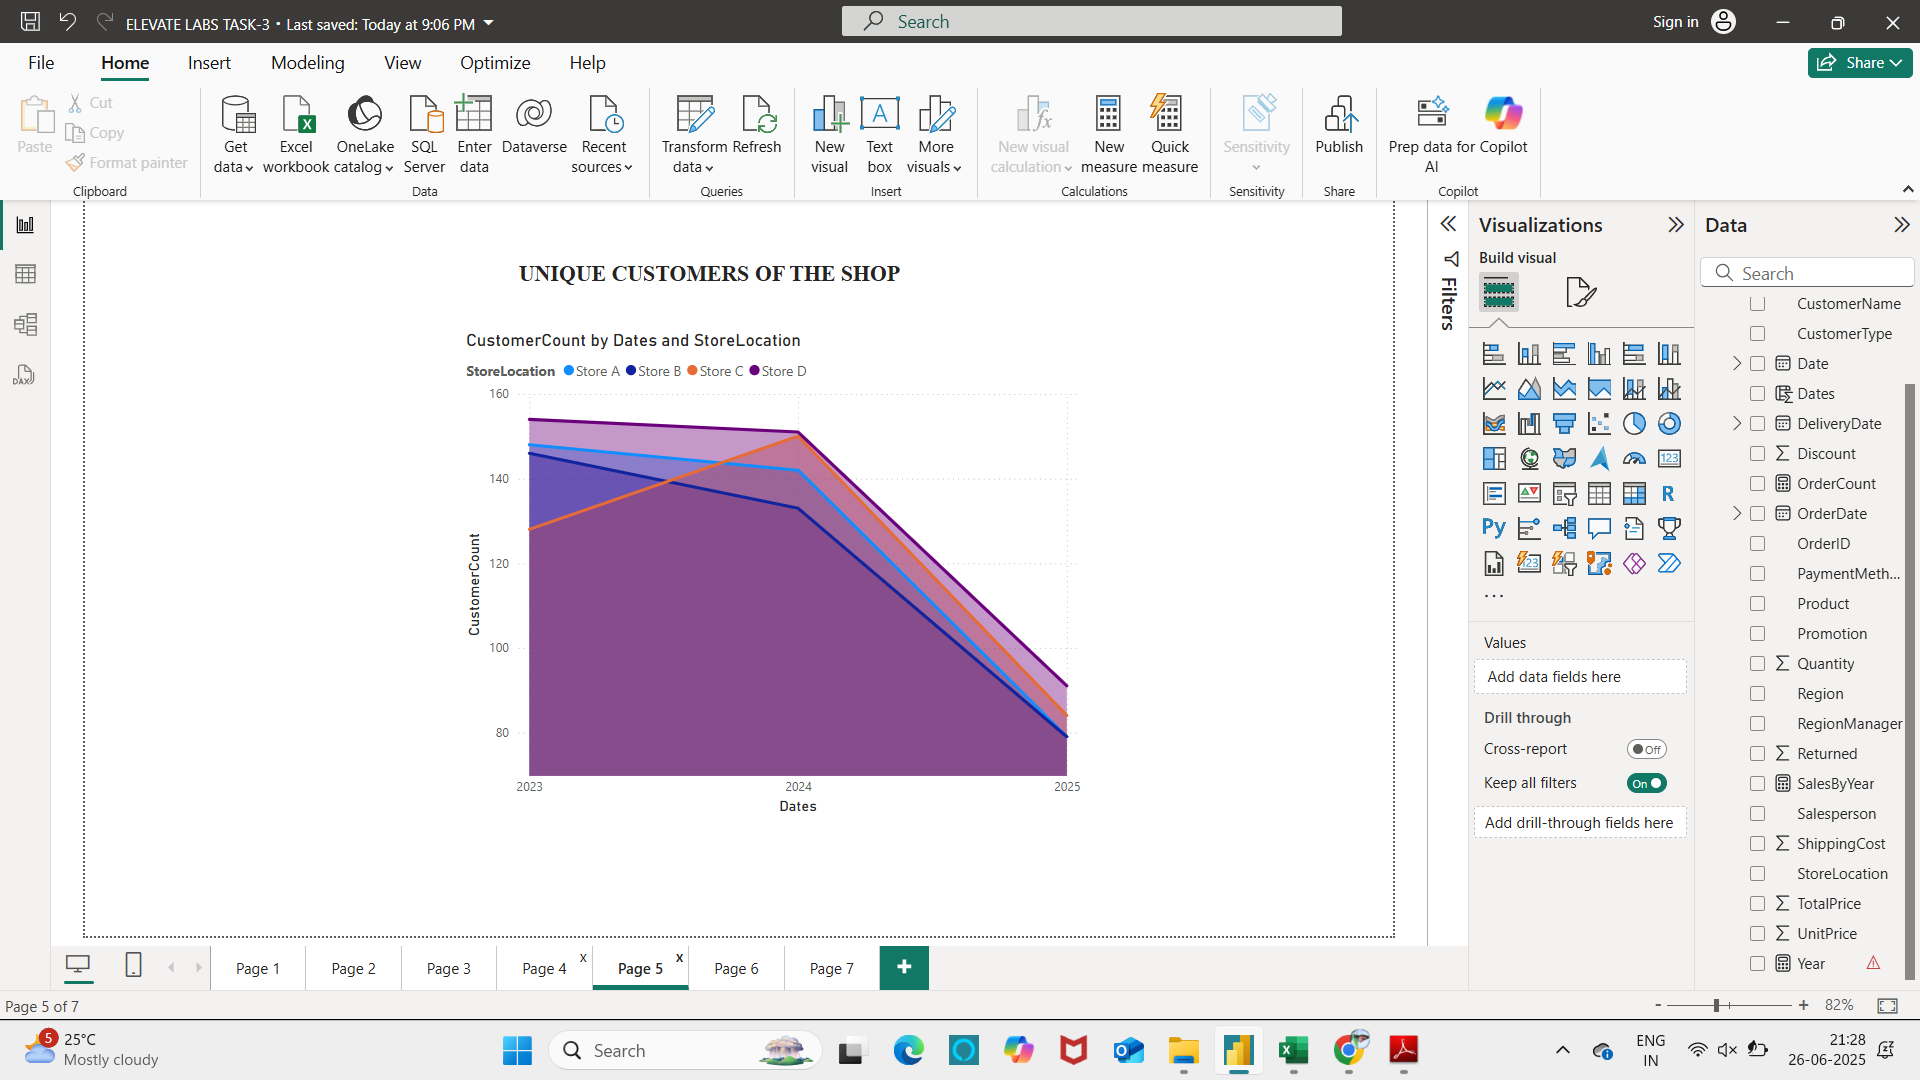 ELEVATE LABS TASK-3 • Last saved: Today at 9:06 PM
Search
Sign in
File
Home
Insert
Modeling
View
Optimize
Help
Share
Paste
Cut
Copy
Format painter
Clipboard
Get data
Excel workbook
OneLake catalog
SQL Server
Enter data
Dataverse
Recent sources
Data
Transform data
Refresh
Queries
New visual
Text box
More visuals
Insert
New visual calculation
New measure
Quick measure
Calculations
Sensitivity
Sensitivity
Publish
Share
Prep data for AI
Copilot
Copilot
UNIQUE CUSTOMERS OF THE SHOP
CustomerCount by Dates and StoreLocation
StoreLocation Store A Store B Store C Store D
160
140
120
100
80
CustomerCount
2023 2024 2025
Dates
Filters
Visualizations
Build visual
Values
Add data fields here
Drill through
Cross-report Off
Keep all filters On
Add drill-through fields here
Data
Search
CustomerName
CustomerType
Date
Dates
DeliveryDate
Discount
OrderCount
OrderDate
OrderID
PaymentMeth...
Product
Promotion
Quantity
Region
RegionManager
Returned
SalesByYear
Salesperson
ShippingCost
StoreLocation
TotalPrice
UnitPrice
Year
Page 1
Page 2
Page 3
Page 4
Page 5
Page 6
Page 7
Page 5 of 7
82%
5
25°C
Mostly cloudy
Search
ENG
IN
21:28
26-06-2025